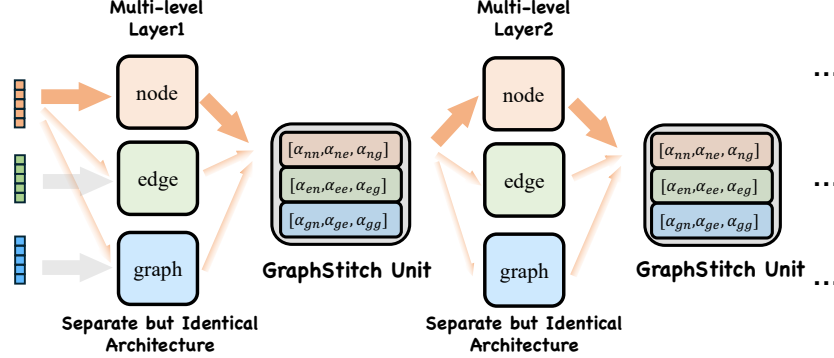 Multi-level
Layer1
node
edge
graph
Separate but Identical
Architecture
[α_nn,α_ne,α_ng]
[α_en,α_ee,α_eg]
[α_gn,α_ge,α_gg]
GraphStitch Unit
Multi-level
Layer2
node
edge
graph
Separate but Identical
Architecture
[α_nn,α_ne,α_ng]
[α_en,α_ee,α_eg]
[α_gn,α_ge,α_gg]
GraphStitch Unit
...
...
...